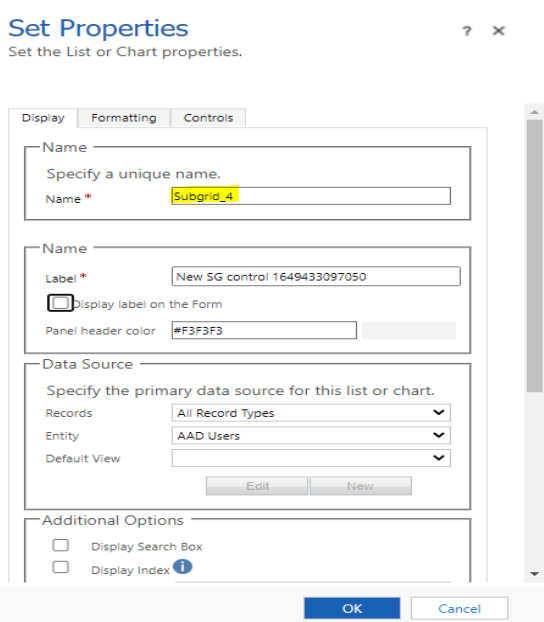 Set Properties
? ×
Set the List or Chart properties.
Display Formatting Controls
Name
Specify a unique name.
Name * Subgrid_4
Name
Label * New SG control 1649433097050
Display label on the Form
Panel header color #F3F3F3
Data Source
Specify the primary data source for this list or chart.
Records All Record Types
Entity AAD Users
Default View
Edit New
Additional Options
Display Search Box
Display Index i
OK Cancel